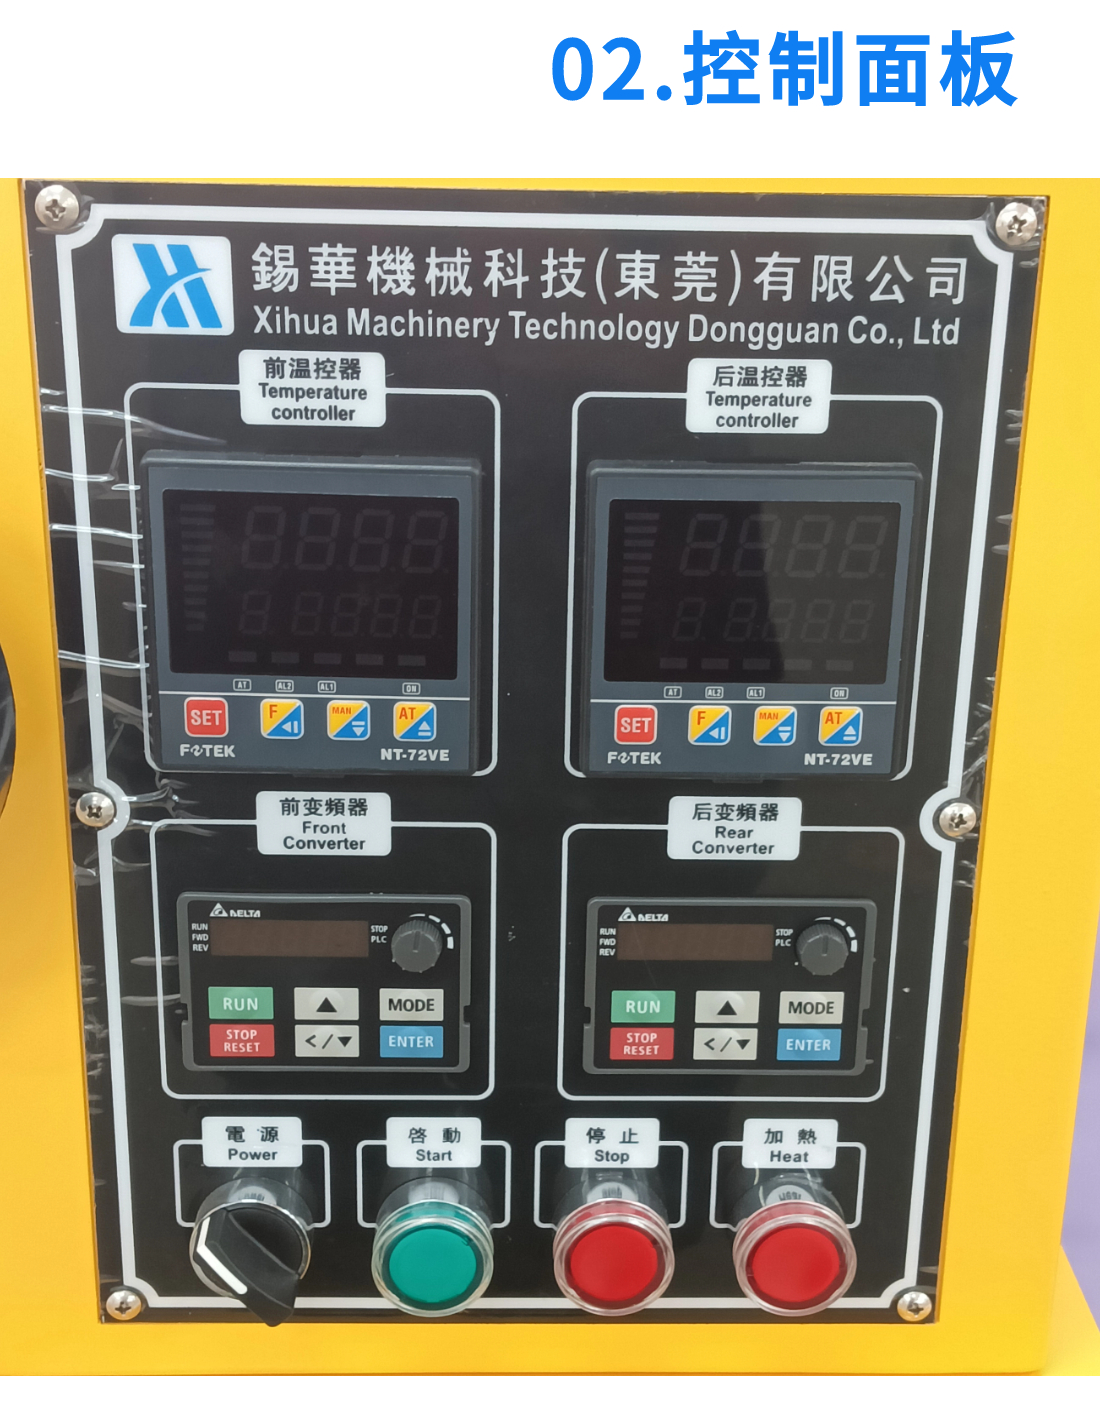 02.控制面板
錫華機械科技(東莞)有限公司
Xihua Machinery Technology Dongguan Co., Ltd
前温控器
Temperature
controller
后温控器
Temperature
controller
AT AL2 AL1 ON
SET F MAN AT
FOTEK NT-72VE
AT AL2 AL1 ON
SET F MAN AT
FOTEK NT-72VE
前变頻器
Front
Converter
后变頻器
Rear
Converter
DELTA
RUN
FWD
REV
STOP
PLC
RUN ▲ MODE
STOP
RESET
</▼ ENTER
DELTA
RUN
FWD
REV
STOP
PLC
RUN ▲ MODE
STOP
RESET
</▼ ENTER
電源
Power
啓動
Start
停止
Stop
加熱
Heat